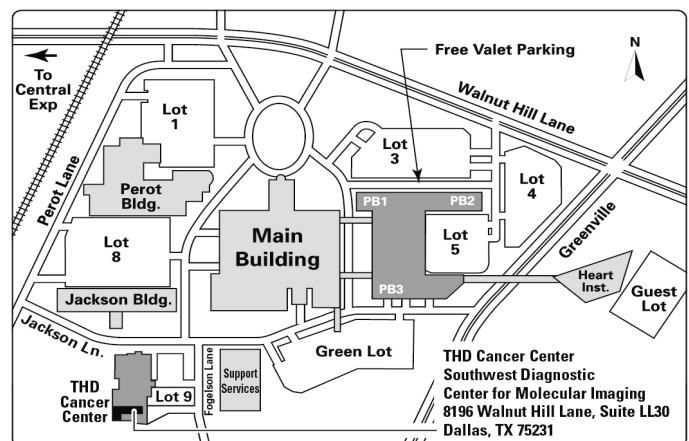 To
Central
Exp
Free Valet Parking
N
Walnut Hill Lane
Lot
1
Lot
3
Lot
4
Perot Lane
Perot
Bldg.
PB1
PB2
Greenville
Lot
8
Main
Building
Lot
5
Heart
Inst.
Guest
Lot
PB3
Jackson Bldg.
Jackson Ln.
Green Lot
Fogelson Lane
Support
Services
THD
Cancer
Center
Lot 9
THD Cancer Center
Southwest Diagnostic
Center for Molecular Imaging
8196 Walnut Hill Lane, Suite LL30
Dallas, TX 75231